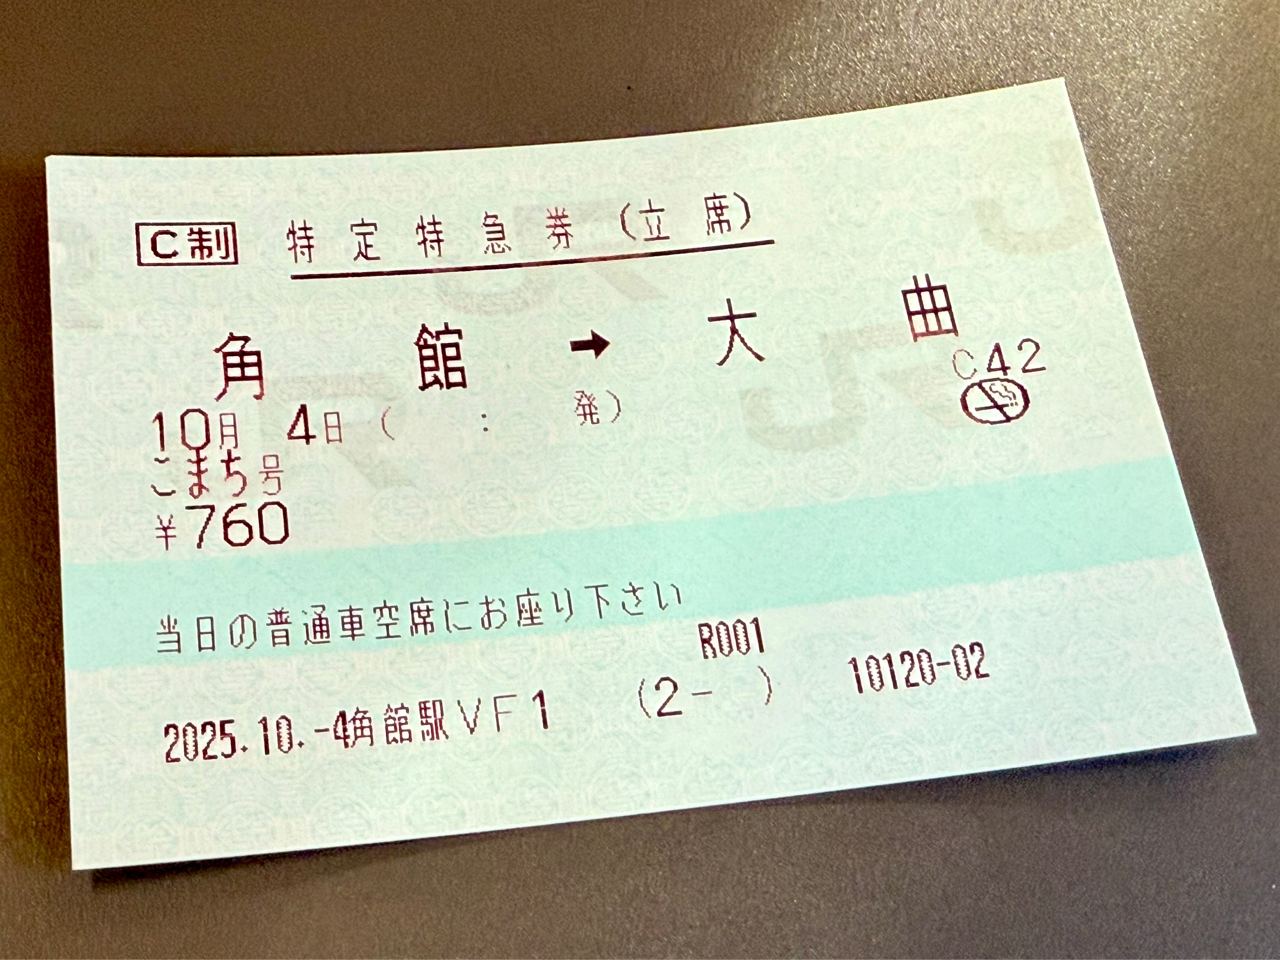 C制 特定特急券(立席)
角館 → 大曲
C42
10月 4日( : 発)
こまち号
¥760
当日の普通車空席にお座り下さい
R001
2025.10.-4角館駅VF1 (2- ) 10120-02